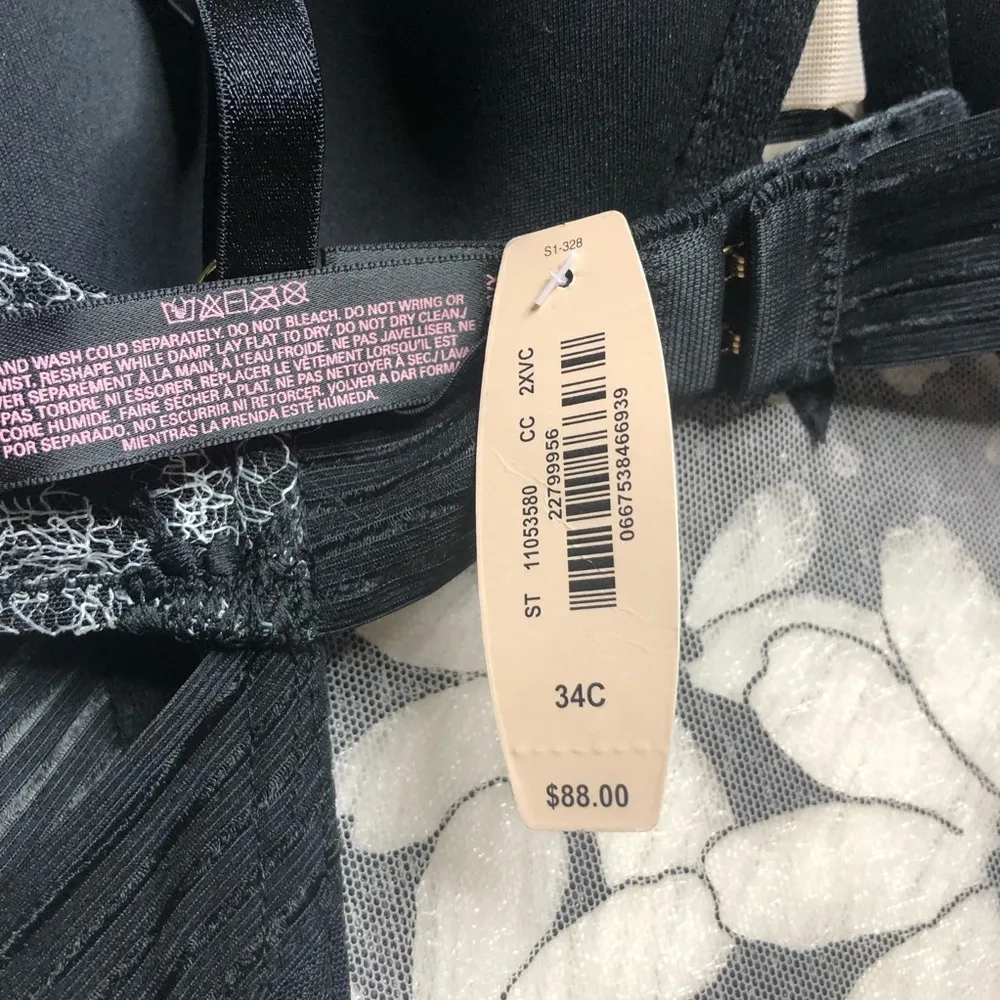 S1-328
ST 11053580 CC 2XVC
22799956
0667538466939
34C
$88.00
AND WASH COLD SEPARATELY. DO NOT BLEACH. DO NOT WRING OR
WIST, RESHAPE WHILE DAMP, LAY FLAT TO DRY. DO NOT DRY CLEAN./
VER SÉPARÉMENT À LA MAIN, À L'EAU FROIDE. NE PAS JAVELLISER. NE
PAS TORDRE NI ESSORER. REPLACER LE VÊTEMENT LORSQU'IL EST
CORE HUMIDE. FAIRE SÉCHER À PLAT. NE PAS NETTOYER À SEC./ LAVA
POR SEPARADO, NO ESCURRIR NI RETORCER. VOLVER A DAR FORMA
MIENTRAS LA PRENDA ESTÉ HÚMEDA.